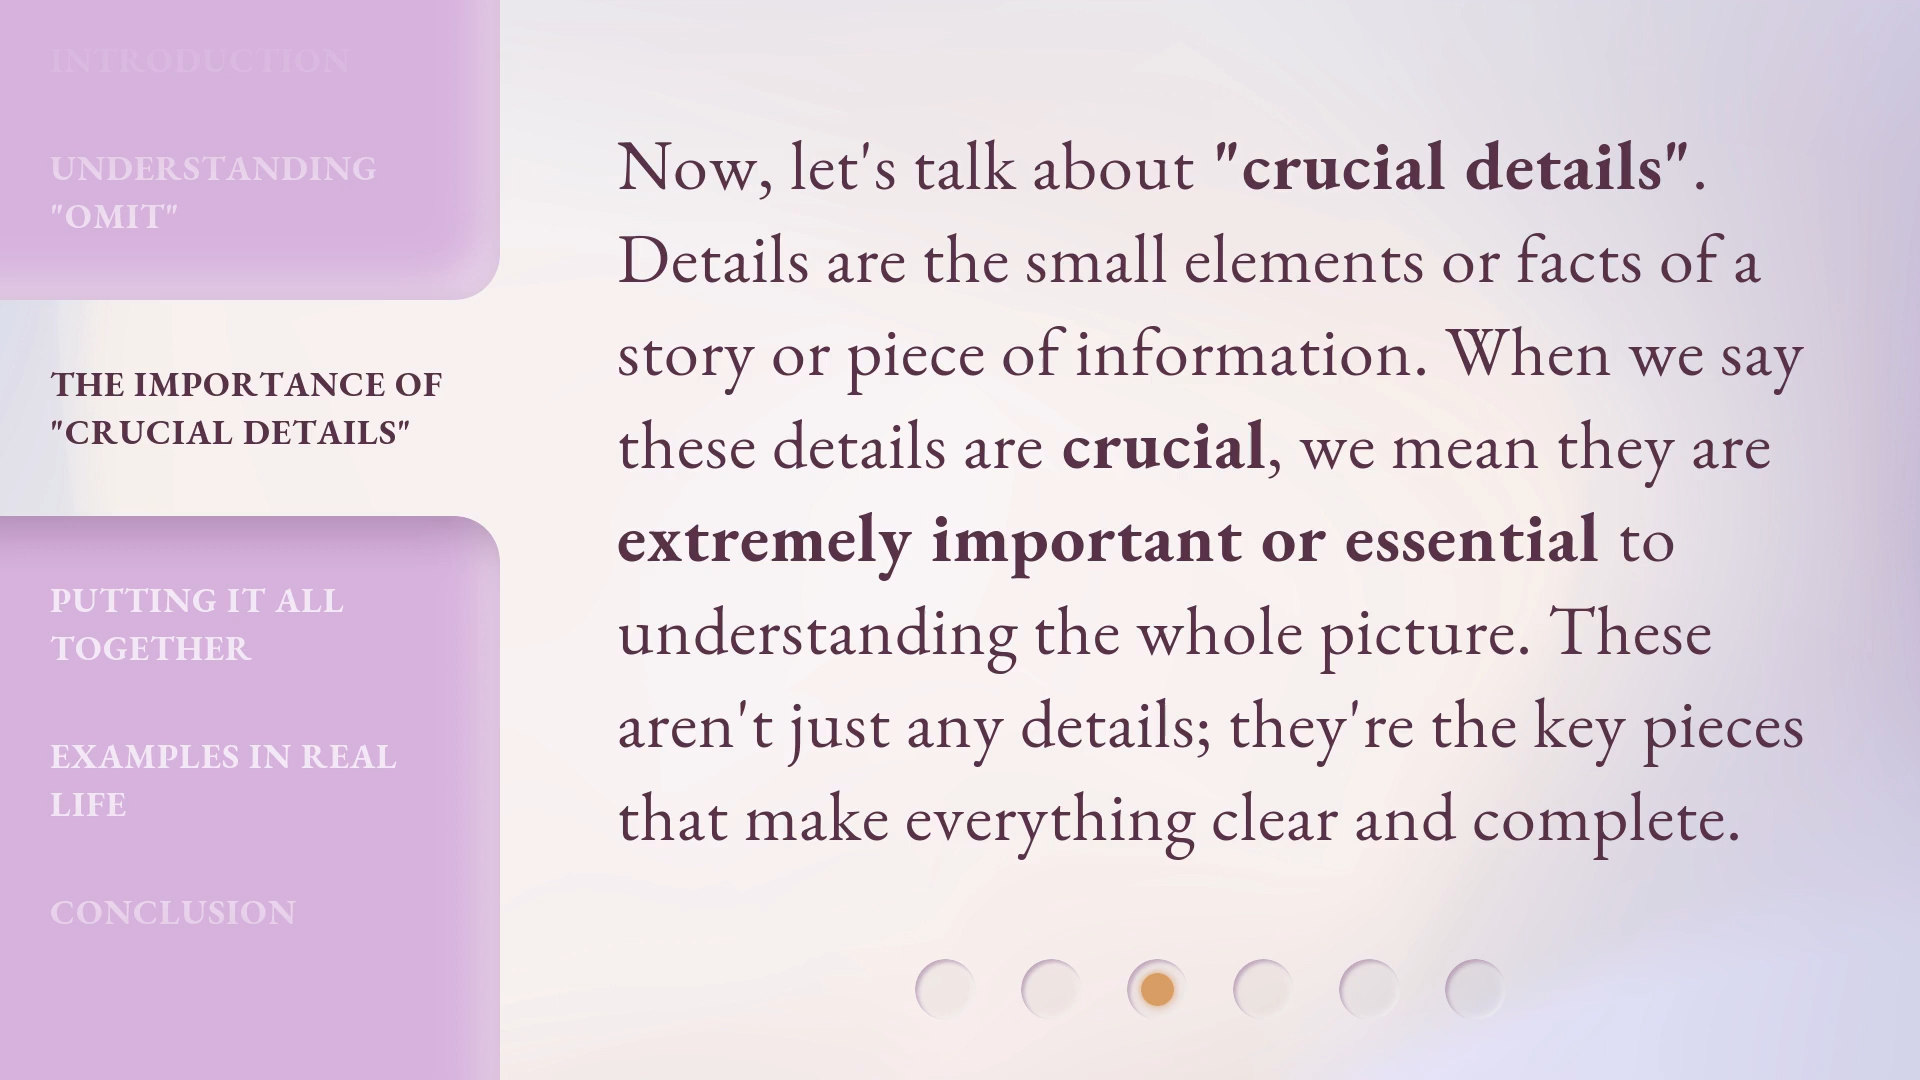 INTRODUCTION
UNDERSTANDING
"OMIT"
THE IMPORTANCE OF
"CRUCIAL DETAILS"
PUTTING IT ALL
TOGETHER
EXAMPLES IN REAL
LIFE
CONCLUSION
Now, let's talk about "crucial details".
Details are the small elements or facts of a
story or piece of information. When we say
these details are crucial, we mean they are
extremely important or essential to
understanding the whole picture. These
aren't just any details; they're the key pieces
that make everything clear and complete.